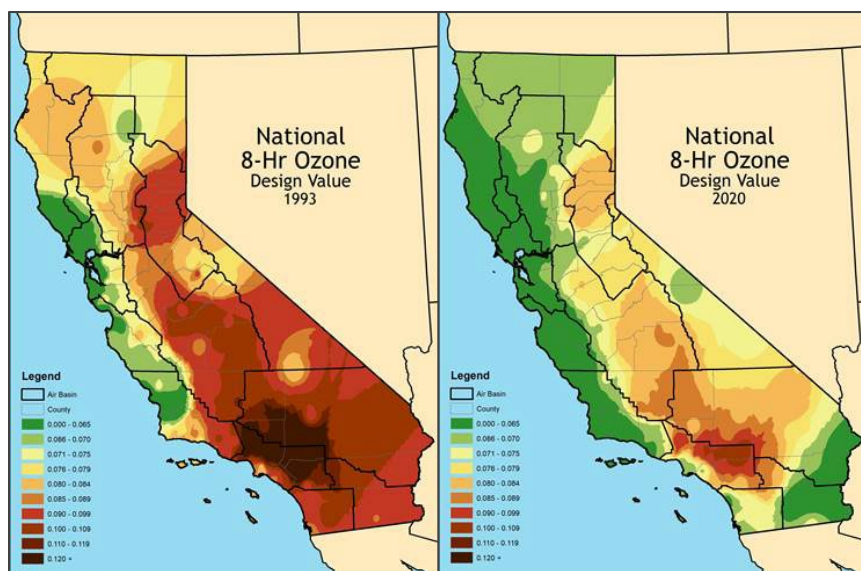 National
8-Hr Ozone
Design Value
1993
Legend
Air Basin
County
0.000 - 0.065
0.066 - 0.070
0.071 - 0.075
0.076 - 0.079
0.080 - 0.084
0.085 - 0.089
0.090 - 0.099
0.100 - 0.109
0.110 - 0.119
0.120 +
National
8-Hr Ozone
Design Value
2020
Legend
Air Basin
County
0.000 - 0.065
0.066 - 0.070
0.071 - 0.075
0.076 - 0.079
0.080 - 0.084
0.085 - 0.089
0.090 - 0.099
0.100 - 0.109
0.110 - 0.119
0.120 +